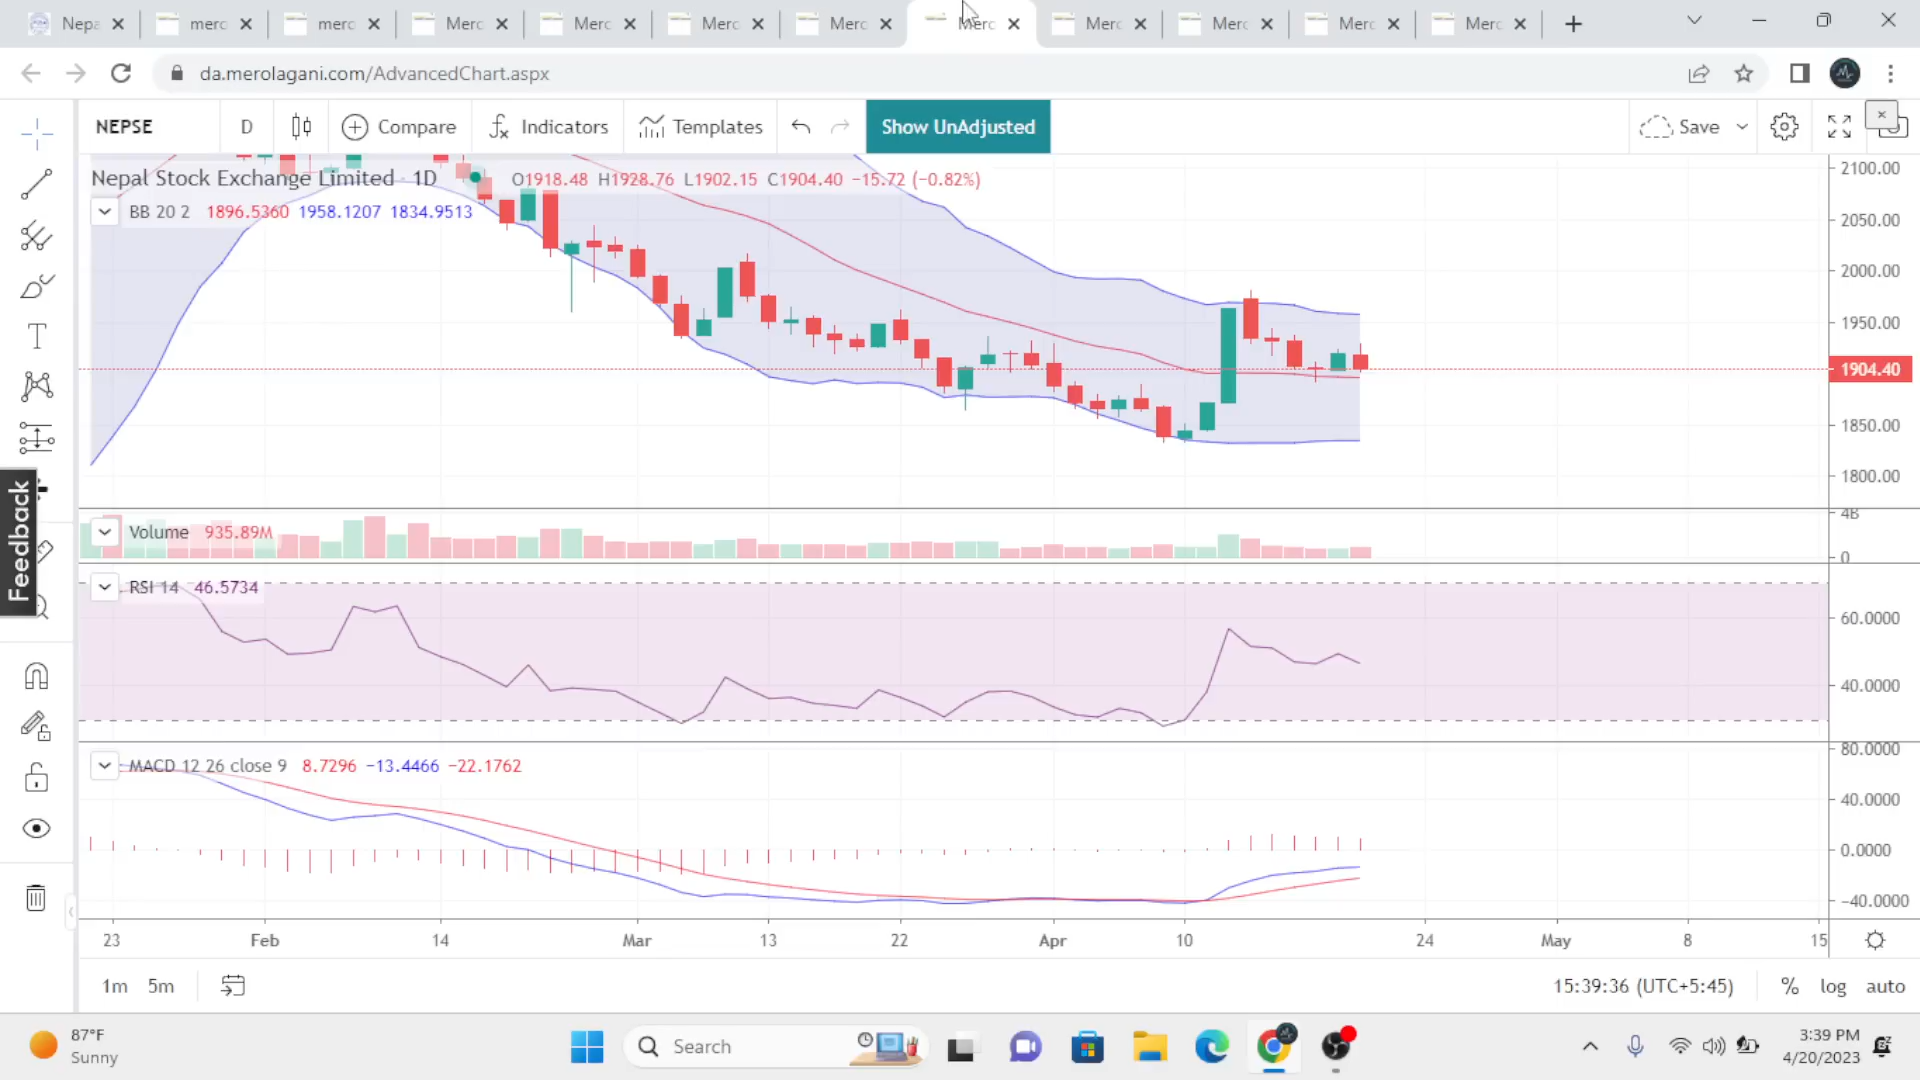 Nepa merc merc Merc Merc Merc Merc Merc Merc Merc Merc Merc
da.merolagani.com/AdvancedChart.aspx
NEPSE D Compare Indicators Templates Show UnAdjusted Save
Nepal Stock Exchange Limited · 1D O1918.48 H1928.76 L1902.15 C1904.40 −15.72 (−0.82%)
BB 20 2 1896.5360 1958.1207 1834.9513
2100.00
2050.00
2000.00
1950.00
1904.40
1850.00
1800.00
Feedback
Volume 935.89M
4B
0
RSI 14 46.5734
60.0000
40.0000
MACD 12 26 close 9 8.7296 −13.4466 −22.1762
80.0000
40.0000
0.0000
−40.0000
23 Feb 14 Mar 13 22 Apr 10 24 May 8 15
1m 5m 15:39:36 (UTC+5:45) % log auto
87°F
Sunny
Search
3:39 PM
4/20/2023